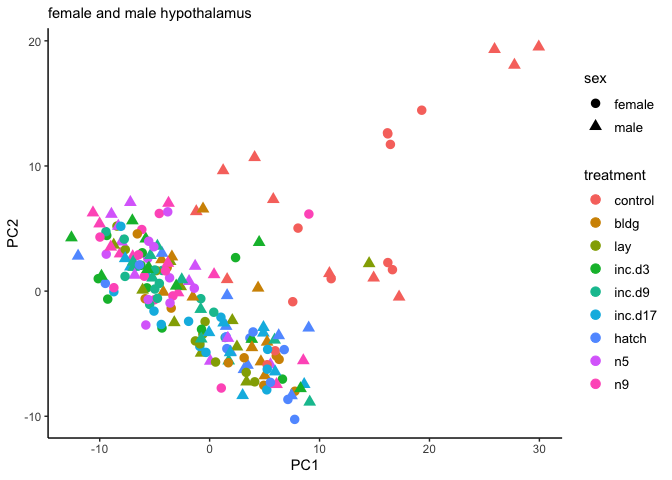 female and male hypothalamus
20
10
0
-10
PC2
-10
0
10
20
30
PC1
sex
female
male
treatment
control
bldg
lay
inc.d3
inc.d9
inc.d17
hatch
n5
n9